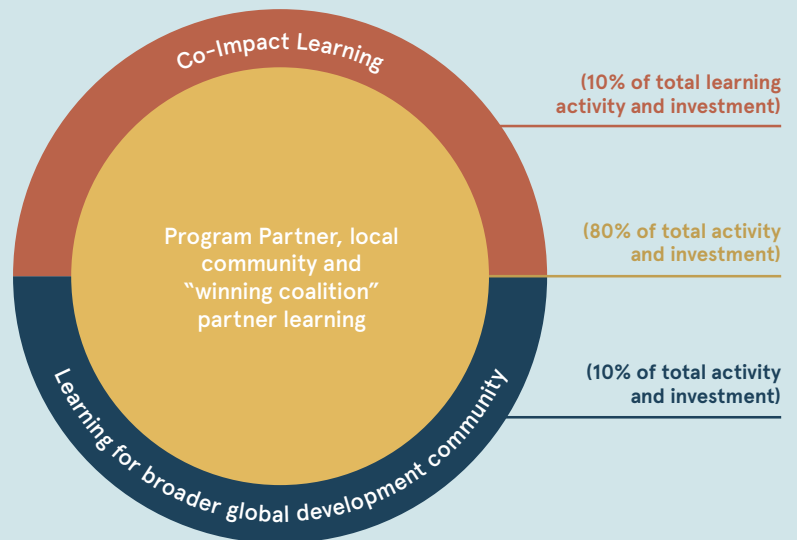 Co-Impact Learning
(10% of total learning
activity and investment)
Program Partner, local
community and
“winning coalition”
partner learning
(80% of total activity
and investment)
Learning for broader global development community
(10% of total activity
and investment)